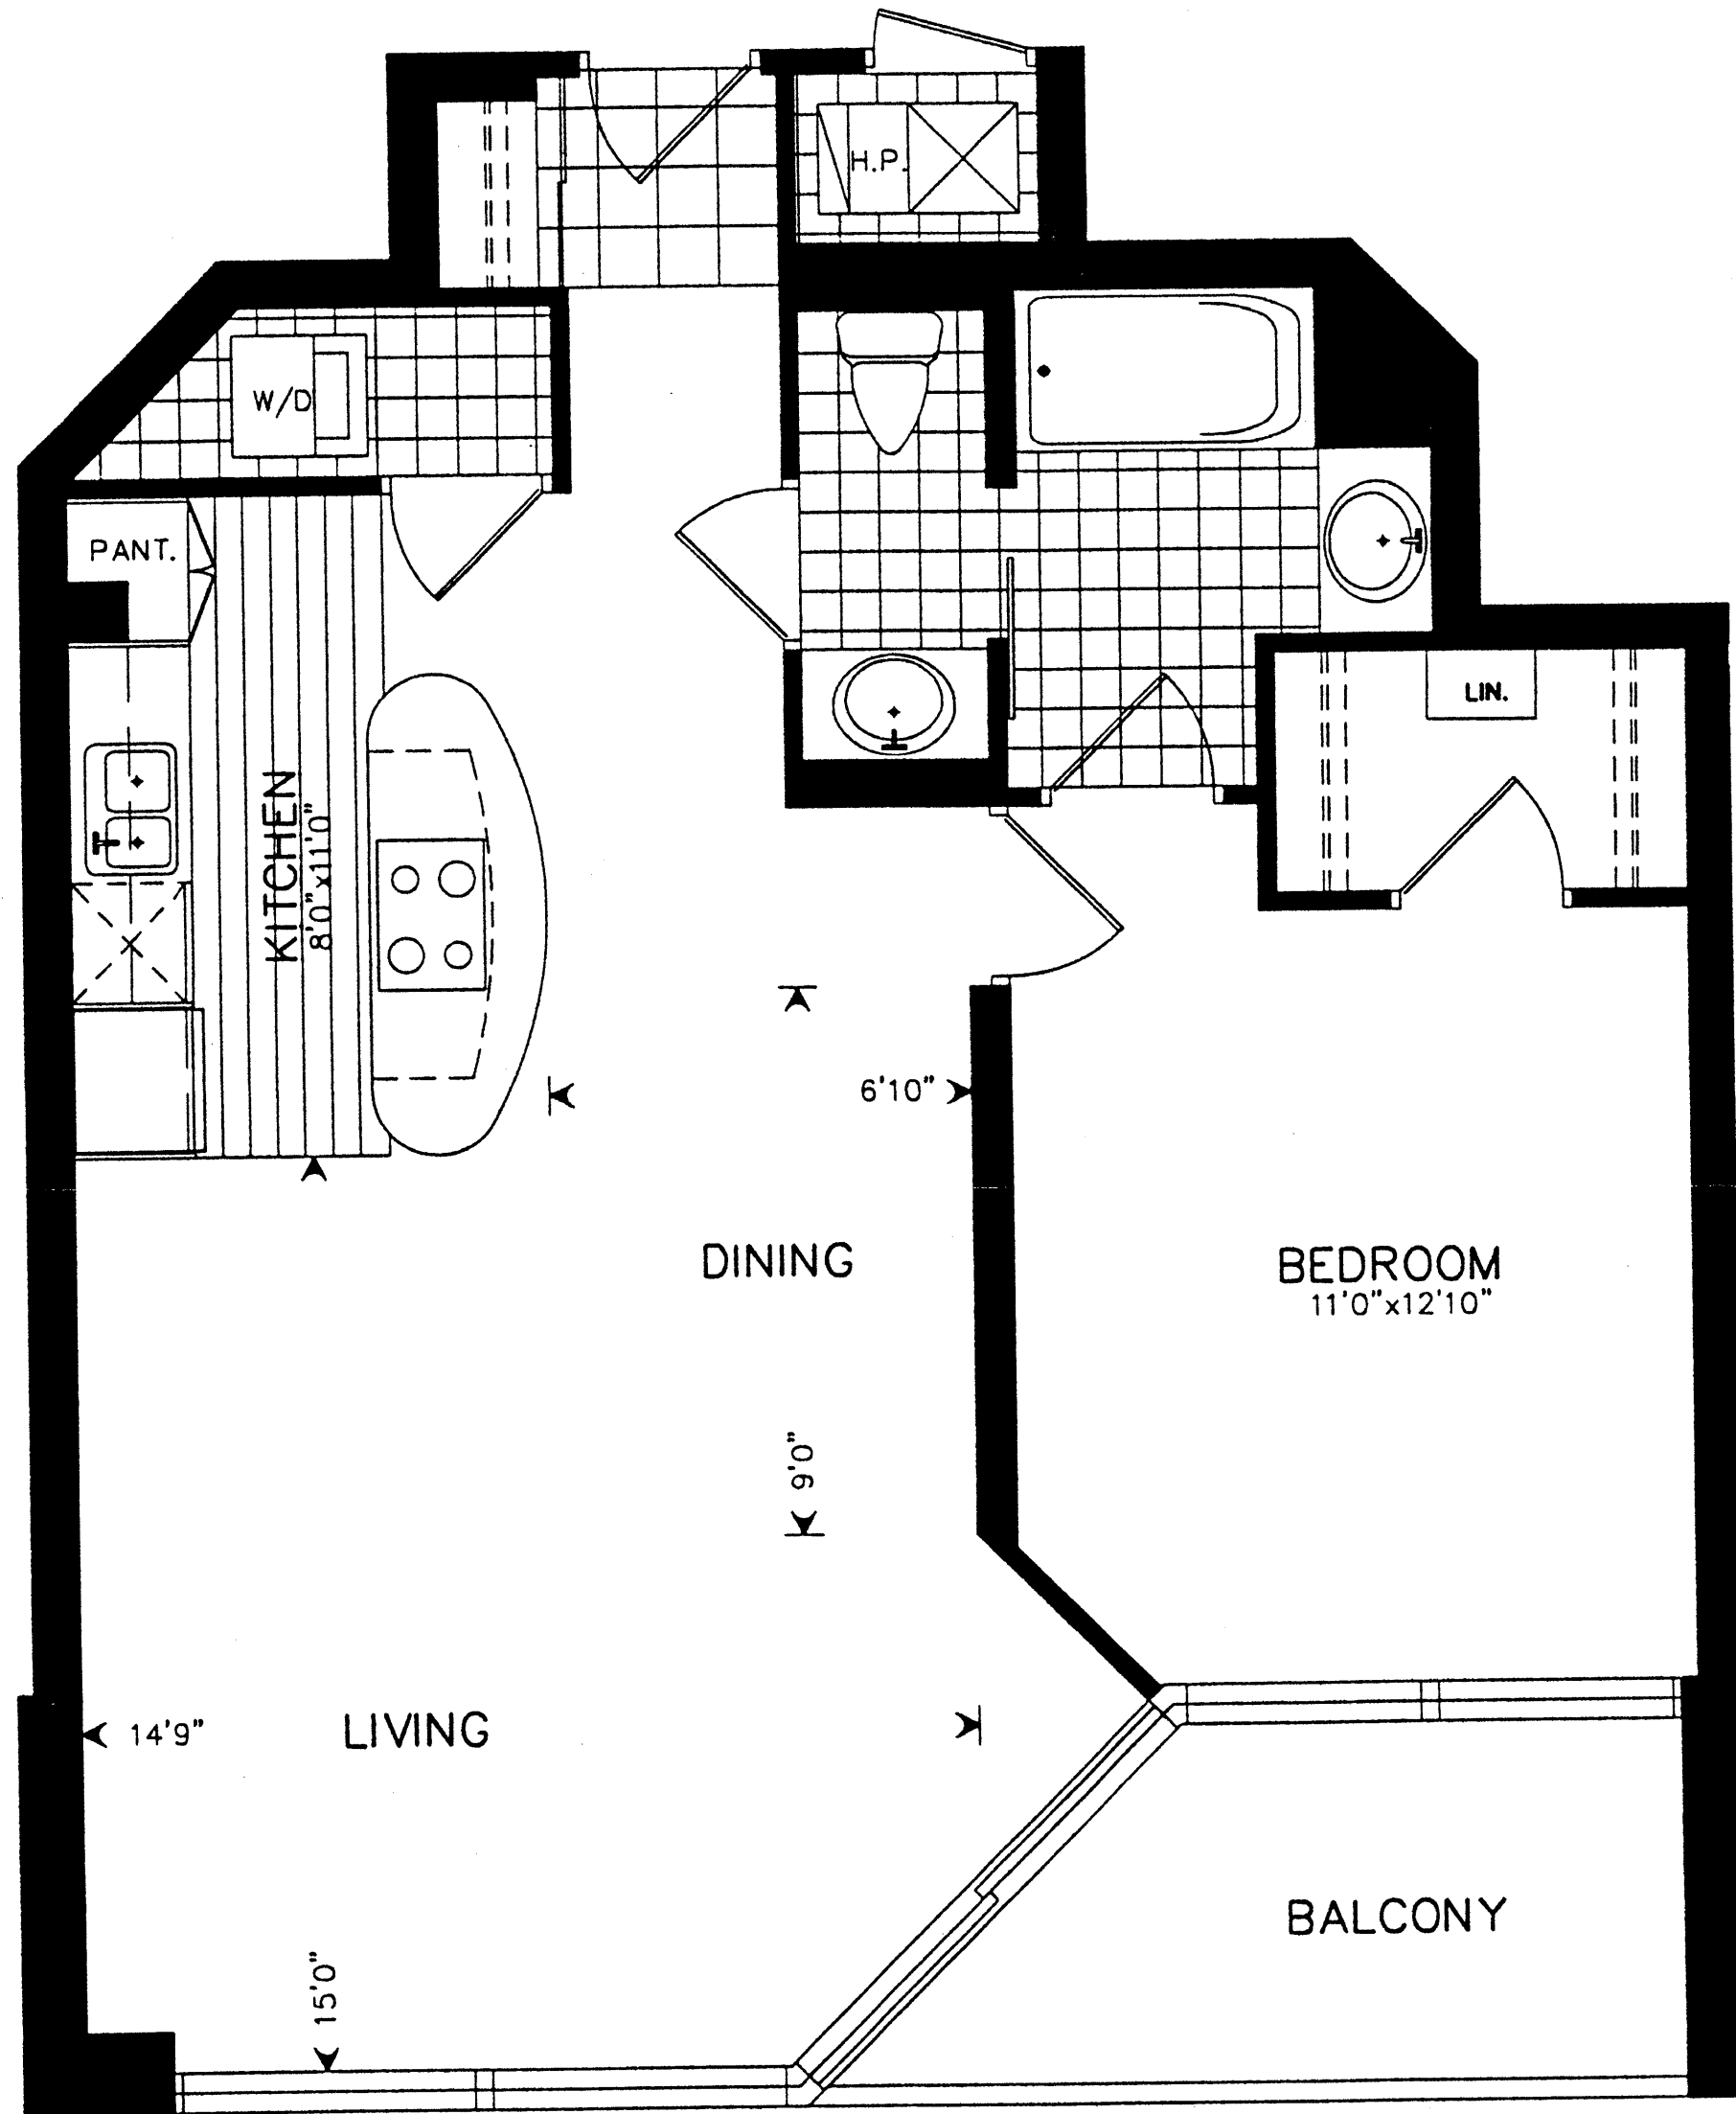 H.P.
W/D
PANT.
LIN.
KITCHEN
8'0"x11'0"
6'10"
DINING
BEDROOM
11'0"x12'10"
9'0"
14'9"
LIVING
BALCONY
15'0"